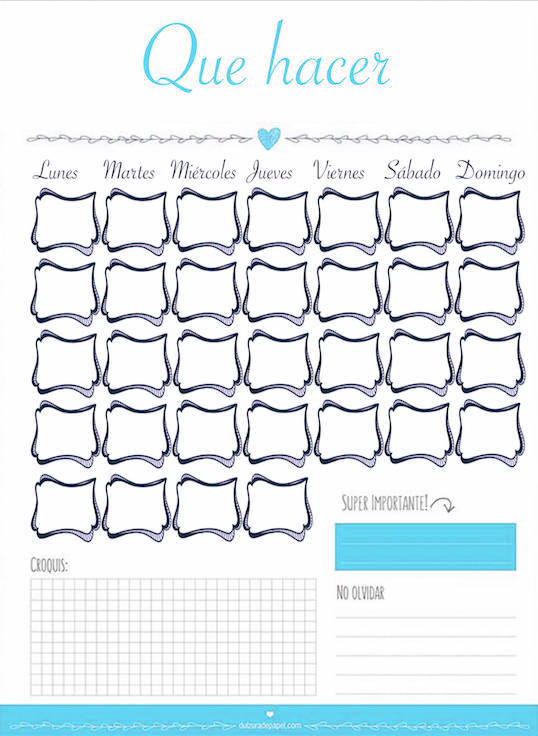 Que hacer
Lunes Martes Miércoles Jueves Viernes Sábado Domingo
Super Importante!
Croquis:
No olvidar
dulzuradepapel.com